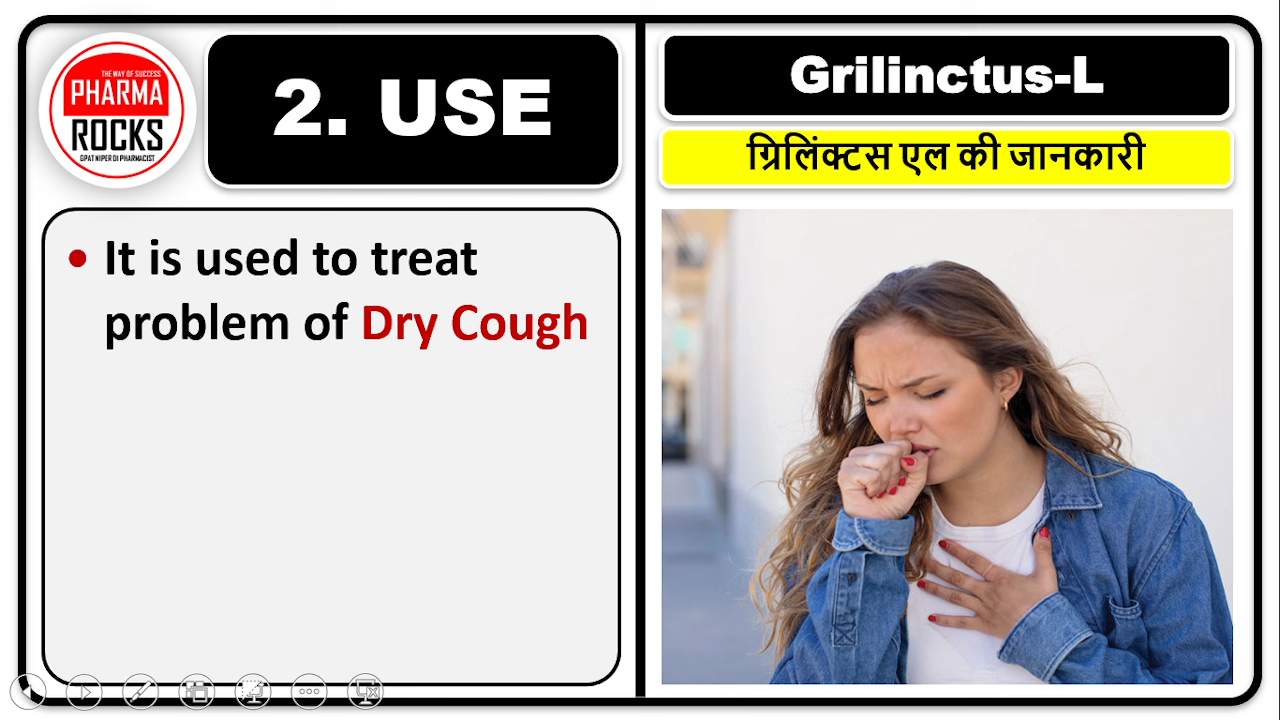 THE WAY OF SUCCESS
PHARMA
ROCKS
GPAT NIPER DI PHARMACIST
2. USE
Grilinctus-L
ग्रिलिंक्टस एल की जानकारी
• It is used to treat
problem of Dry Cough